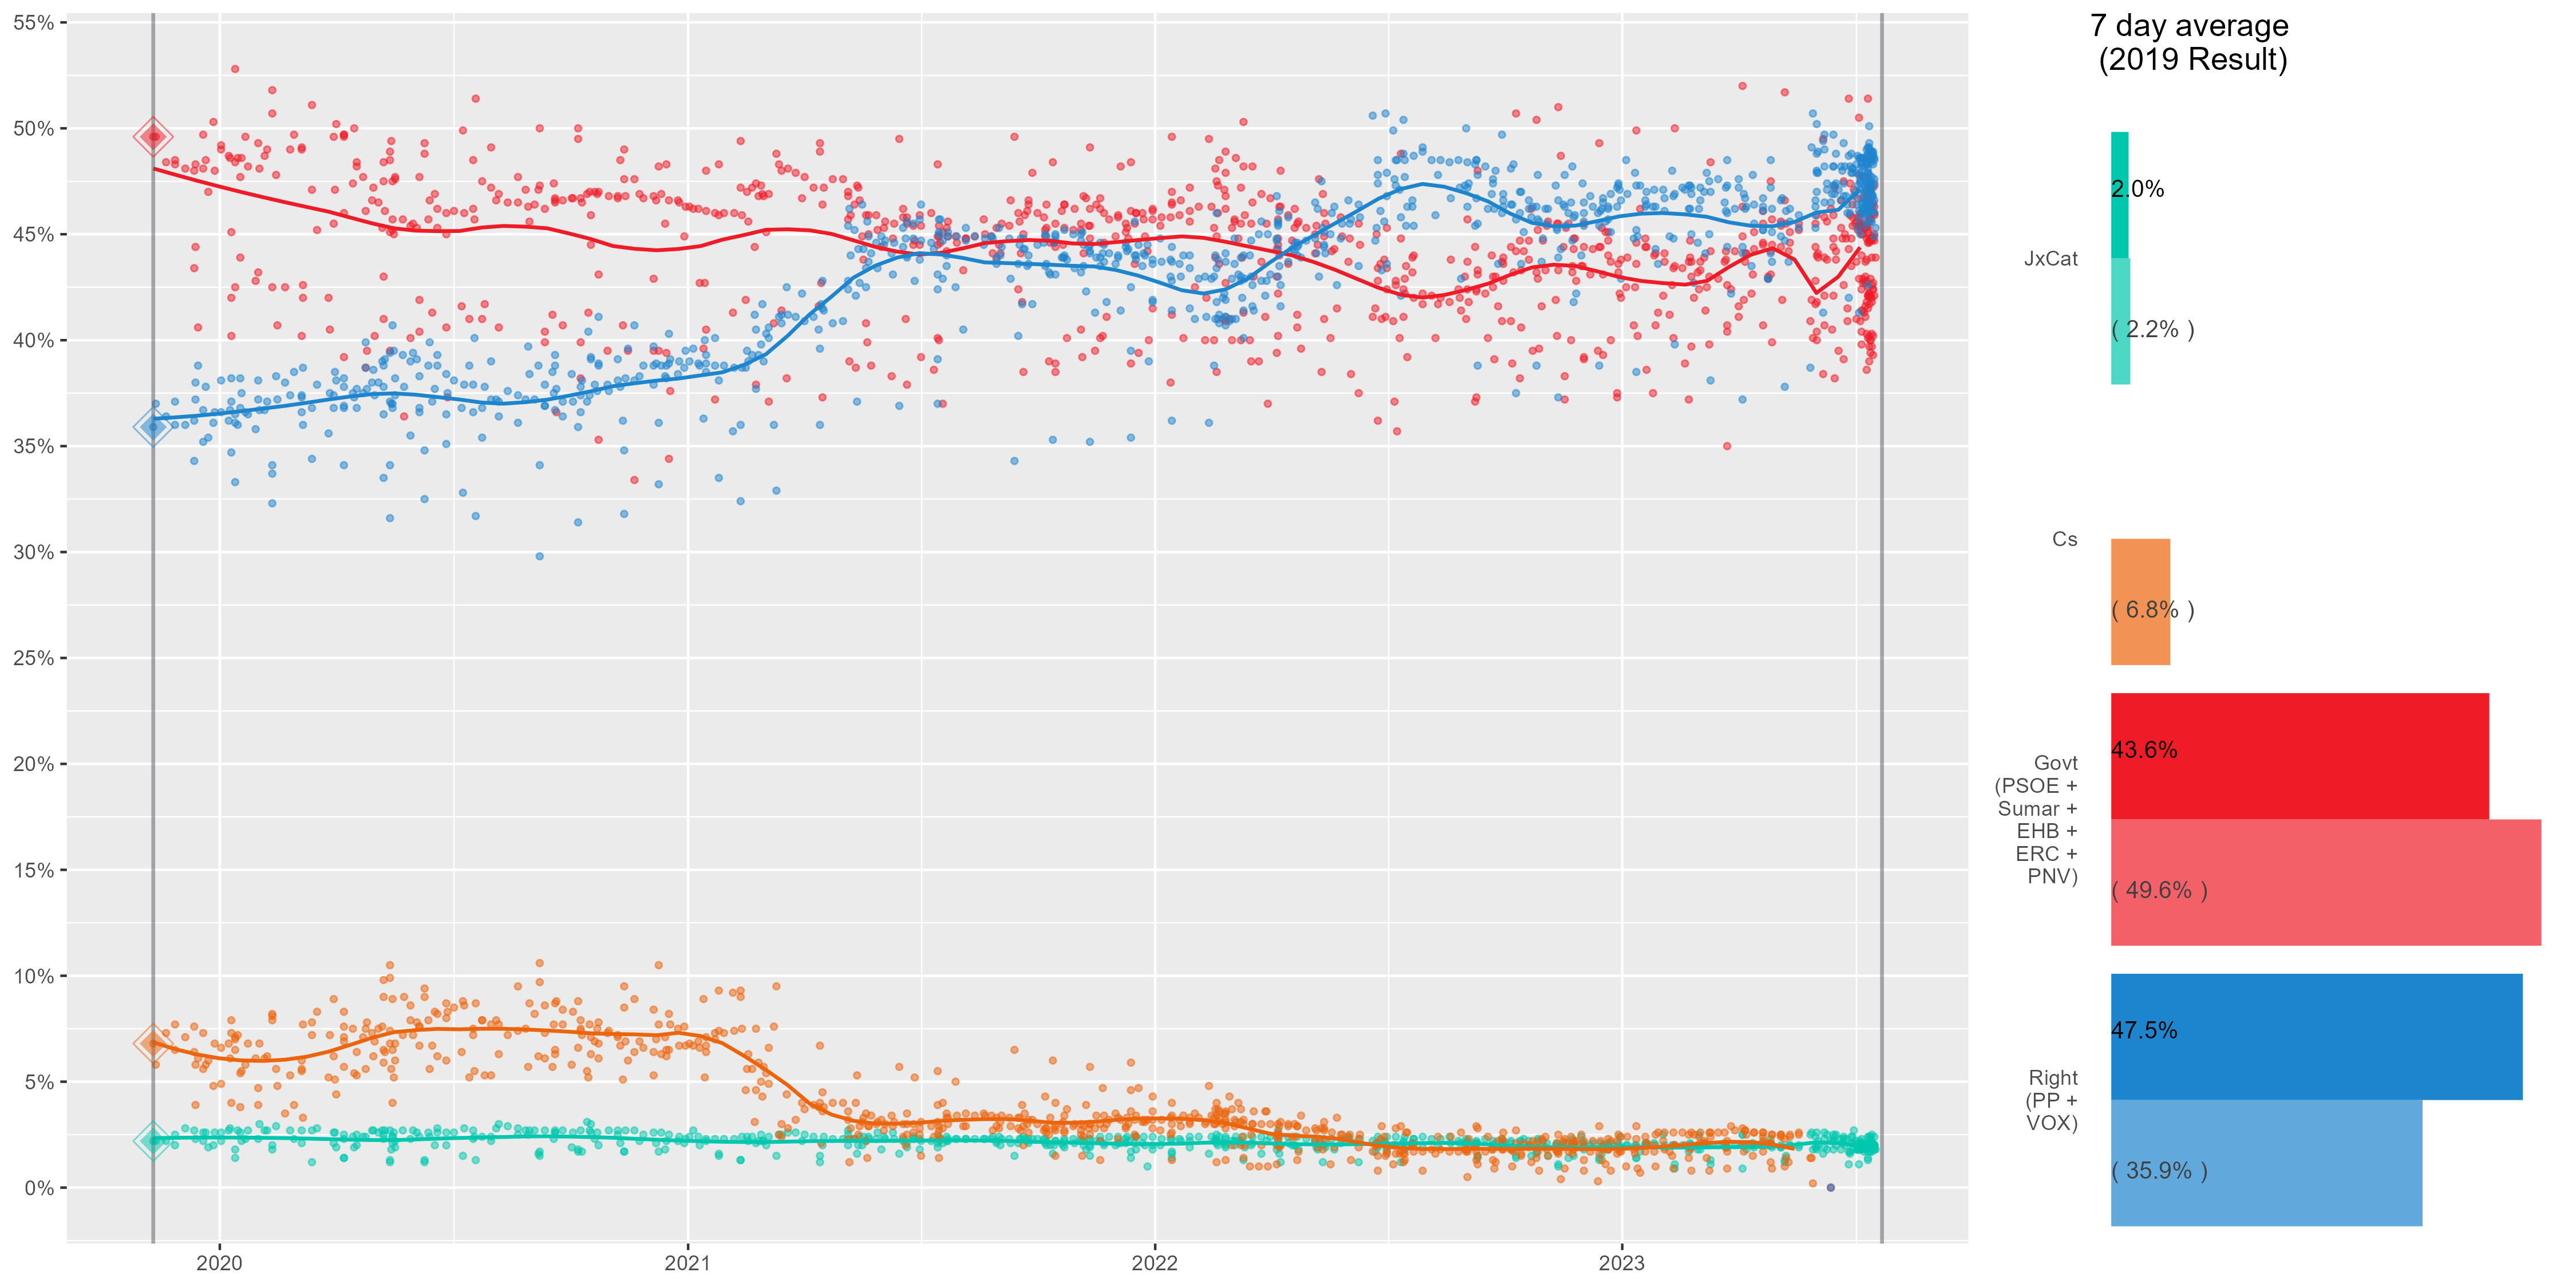 55%
50%
45%
40%
35%
30%
25%
20%
15%
10%
5%
0%
2020
2021
2022
2023
7 day average
(2019 Result)
JxCat
2.0%
( 2.2% )
Cs
( 6.8% )
Govt
(PSOE +
Sumar +
EHB +
ERC +
PNV)
43.6%
( 49.6% )
Right
(PP +
VOX)
47.5%
( 35.9% )